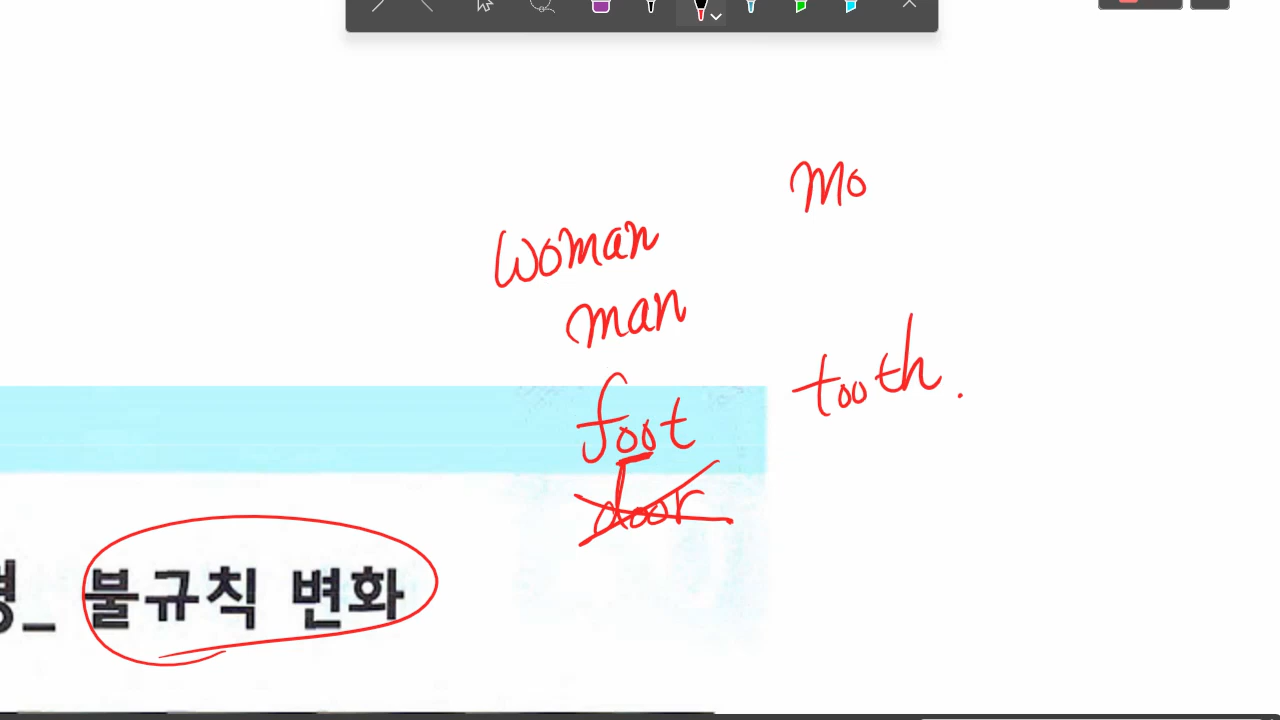 mo
woman
man
tooth.
foot
door
불규칙 변화